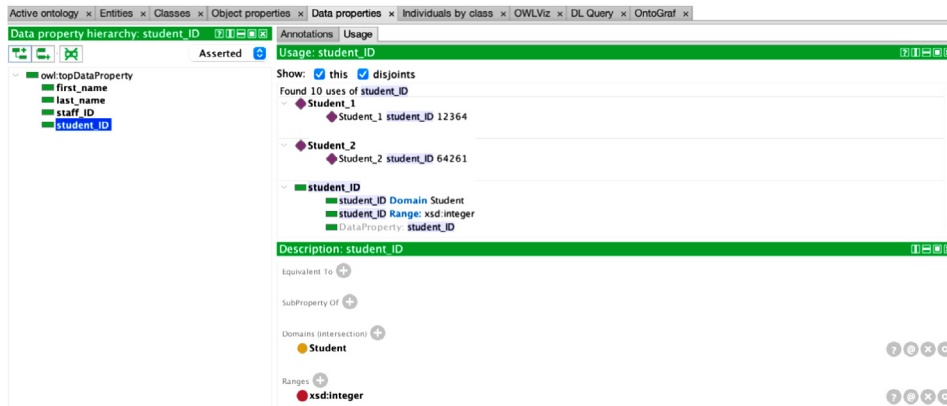 Active ontology × Entities × Classes × Object properties × Data properties × Individuals by class × OWLViz × DL Query × OntoGraf ×
Data property hierarchy: student_ID
Asserted
owl:topDataProperty
first_name
last_name
staff_ID
student_ID
Annotations Usage
Usage: student_ID
Show: this disjoints
Found 10 uses of student_ID
Student_1
Student_1 student_ID 12364
Student_2
Student_2 student_ID 64261
student_ID
student_ID Domain Student
student_ID Range: xsd:integer
DataProperty: student_ID
Description: student_ID
Equivalent To
SubProperty Of
Domains (intersection)
Student
Ranges
xsd:integer